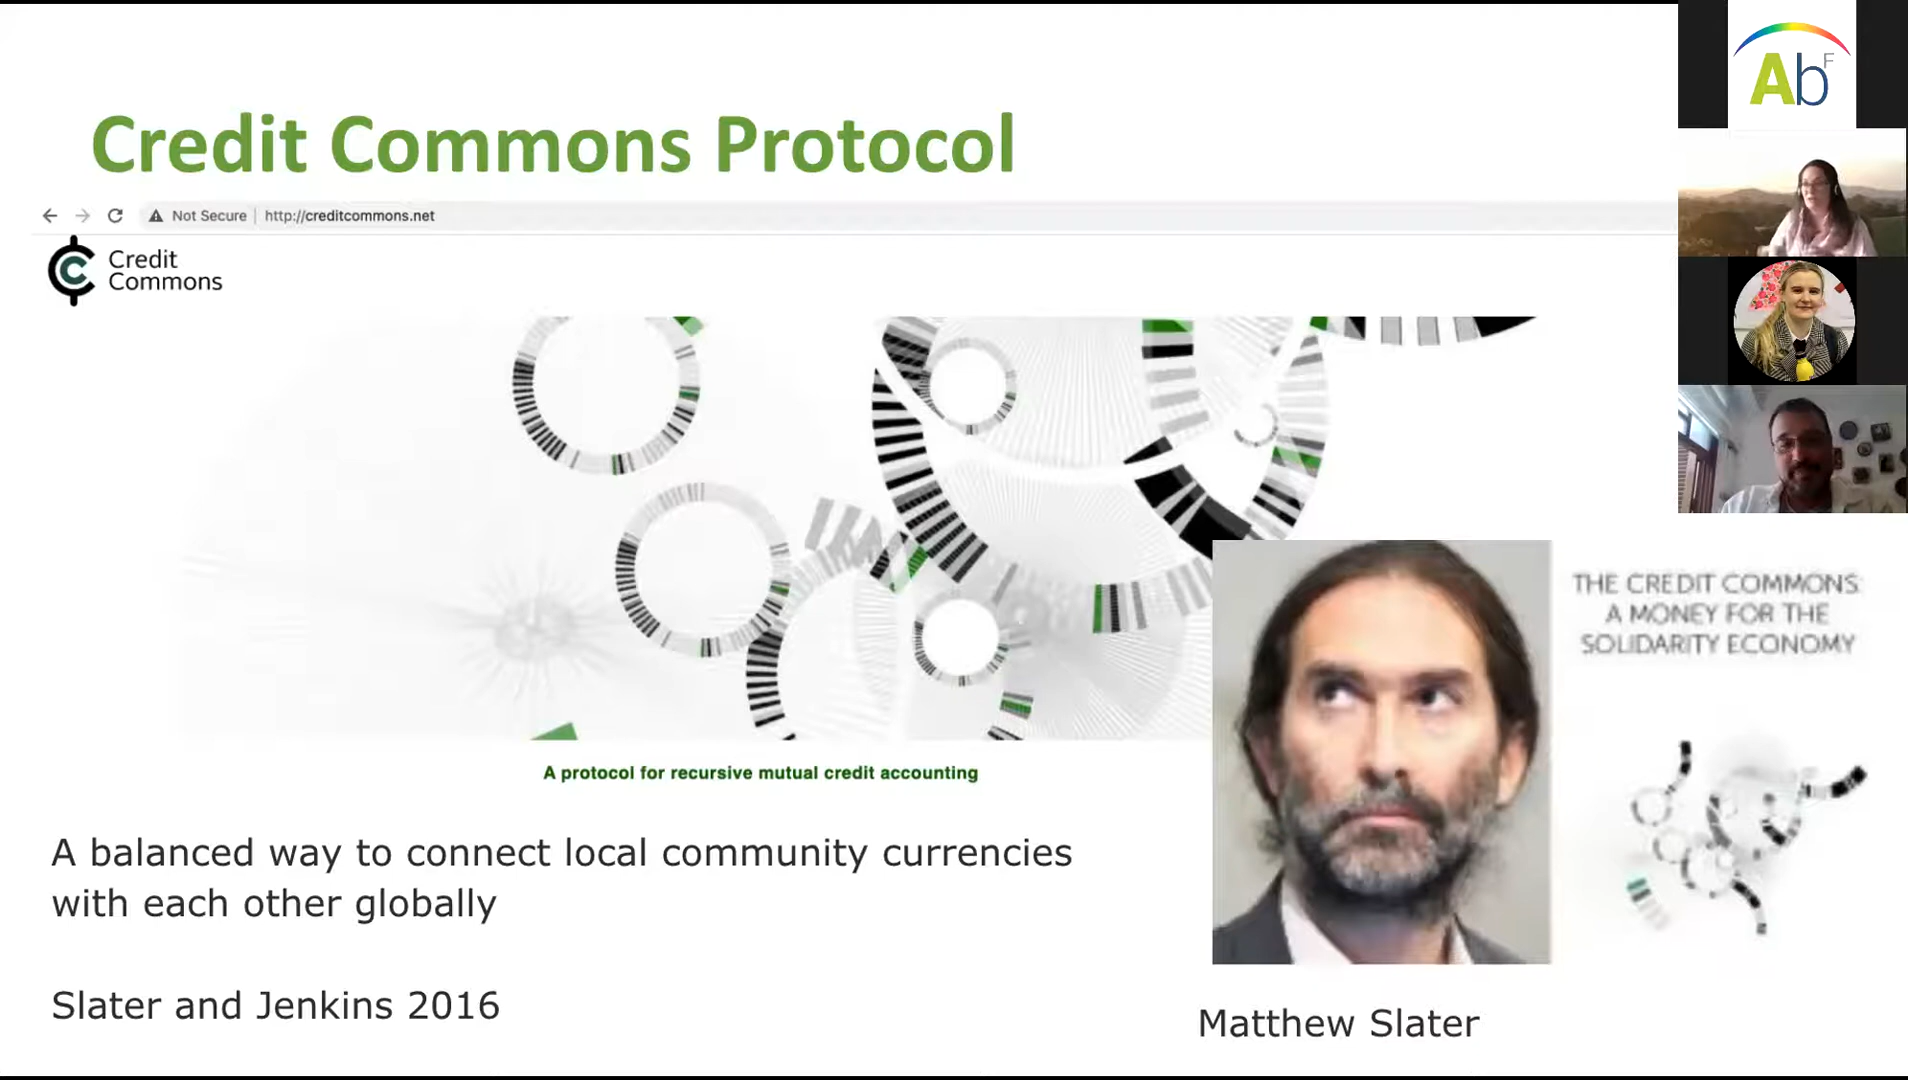 Credit Commons Protocol
Not Secure | http://creditcommons.net
Credit
Commons
A protocol for recursive mutual credit accounting
A balanced way to connect local community currencies
with each other globally
Slater and Jenkins 2016
THE CREDIT COMMONS
A MONEY FOR THE
SOLIDARITY ECONOMY
Matthew Slater
AbF